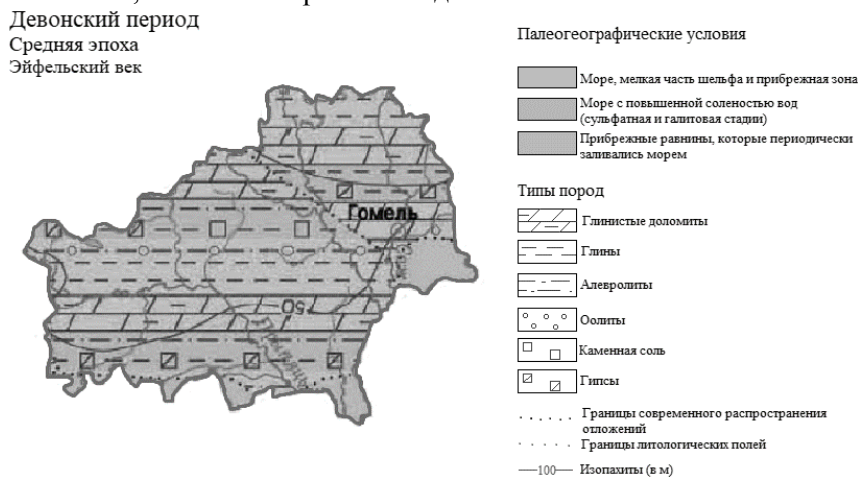 Девонский период
Средняя эпоха
Эйфельский век
Палеогеографические условия
Море, мелкая часть шельфа и прибрежная зона
Море с повышенной соленостью вод
(сульфатная и галитовая стадии)
Прибрежные равнины, которые периодически
заливались морем
Типы пород
Глинистые доломиты
Глины
Алевролиты
Оолиты
Каменная соль
Гипсы
Границы современного распространения
отложений
Границы литологических полей
100
Изопахиты (в м)
Гомель
50